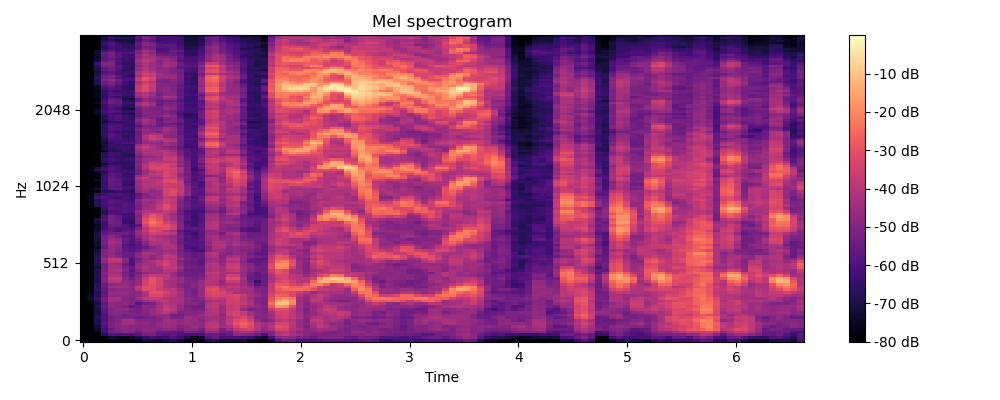 Mel spectrogram
2048
1024
512
0
Hz
0 1 2 3 4 5 6
Time
-10 dB
-20 dB
-30 dB
-40 dB
-50 dB
-60 dB
-70 dB
-80 dB